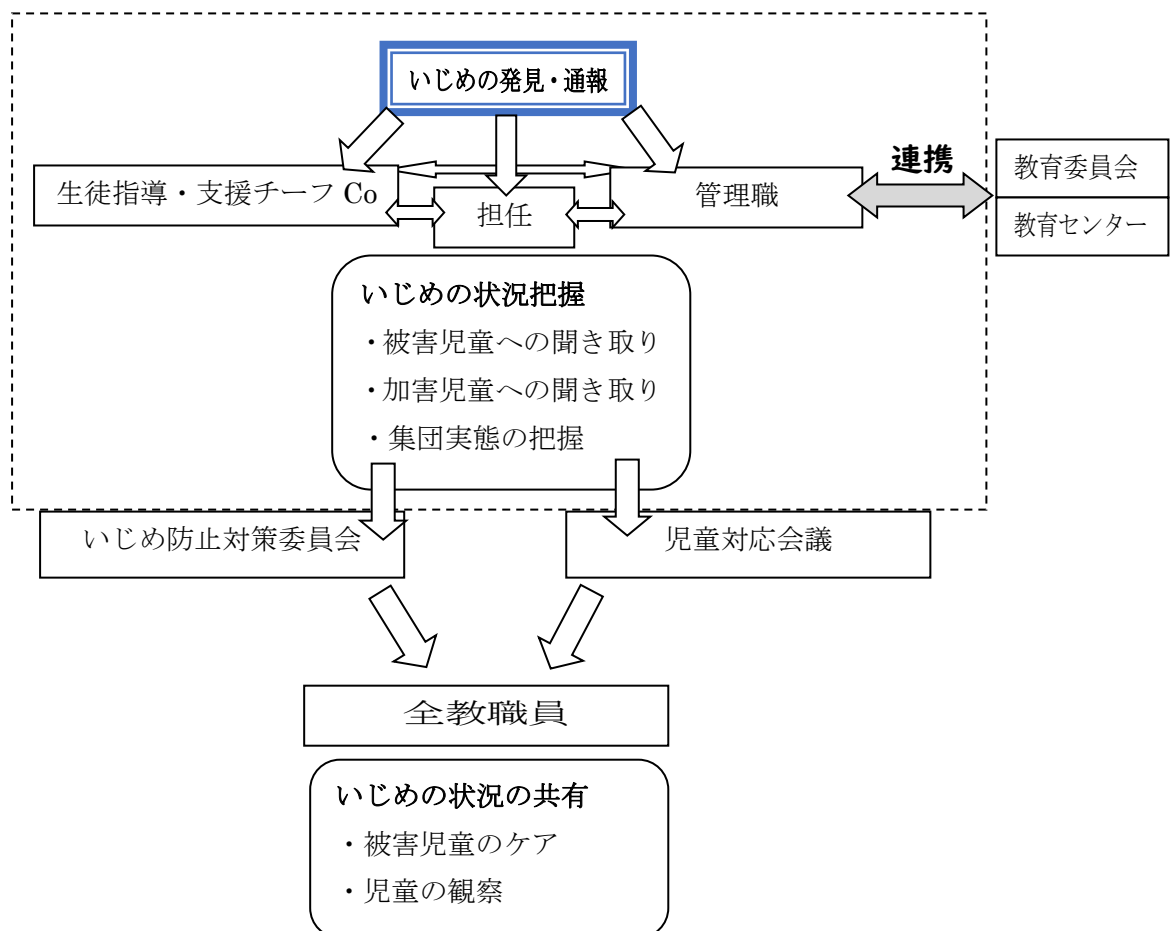 いじめの発見・通報
連携
教育委員会
教育センター
生徒指導・支援チーフ Co
担任
管理職
いじめの状況把握
・被害児童への聞き取り
・加害児童への聞き取り
・集団実態の把握
いじめ防止対策委員会
児童対応会議
全教職員
いじめの状況の共有
・被害児童のケア
・児童の観察